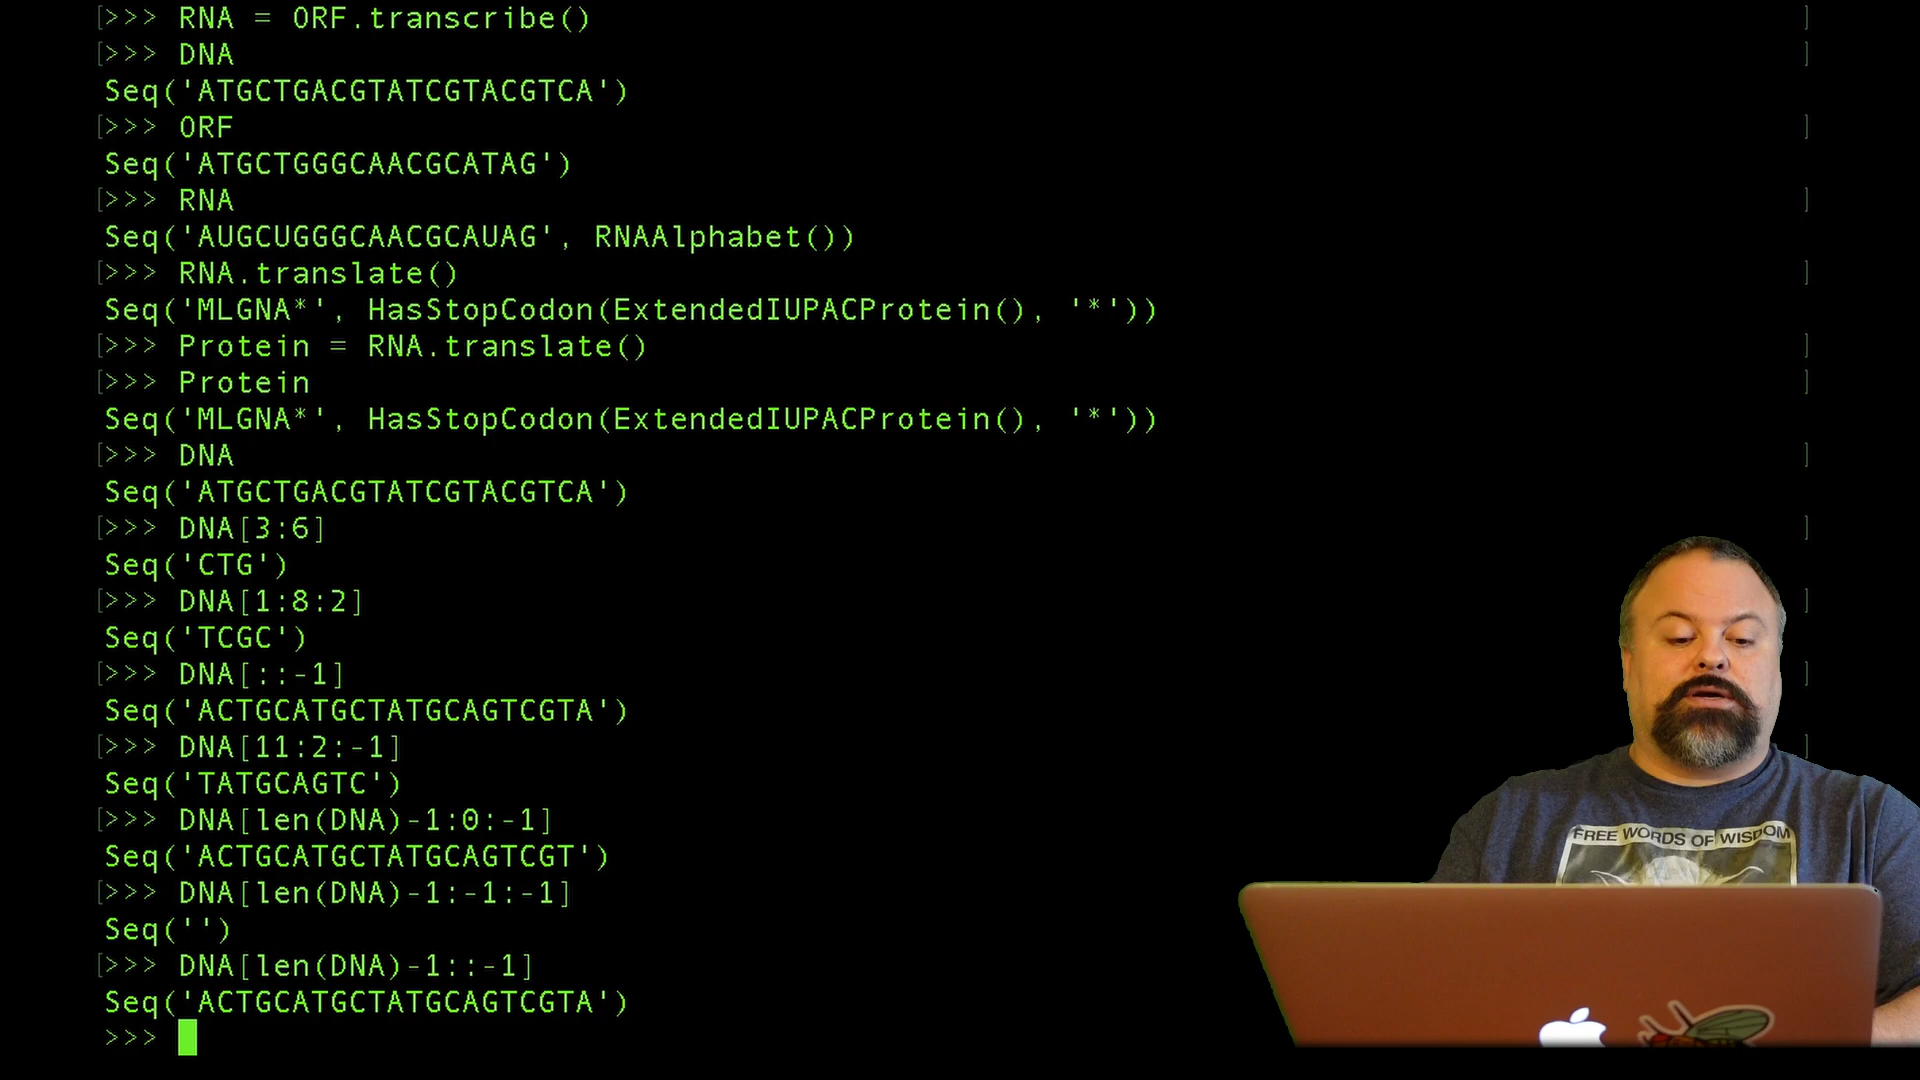 [>>> RNA = ORF.transcribe() ]
[>>> DNA ]
Seq('ATGCTGACGTATCGTACGTCA')
[>>> ORF ]
Seq('ATGCTGGGCAACGCATAG')
[>>> RNA ]
Seq('AUGCUGGGCAACGCAUAG', RNAAlphabet())
[>>> RNA.translate() ]
Seq('MLGNA*', HasStopCodon(ExtendedIUPACProtein(), '*'))
[>>> Protein = RNA.translate() ]
[>>> Protein ]
Seq('MLGNA*', HasStopCodon(ExtendedIUPACProtein(), '*'))
[>>> DNA ]
Seq('ATGCTGACGTATCGTACGTCA')
[>>> DNA[3:6] ]
Seq('CTG')
[>>> DNA[1:8:2] ]
Seq('TCGC')
[>>> DNA[::-1] ]
Seq('ACTGCATGCTATGCAGTCGTA')
[>>> DNA[11:2:-1] ]
Seq('TATGCAGTC')
[>>> DNA[len(DNA)-1:0:-1]
Seq('ACTGCATGCTATGCAGTCGT')
[>>> DNA[len(DNA)-1:-1:-1]
Seq('')
[>>> DNA[len(DNA)-1::-1]
Seq('ACTGCATGCTATGCAGTCGTA')
>>>
FREE WORDS OF WISDOM